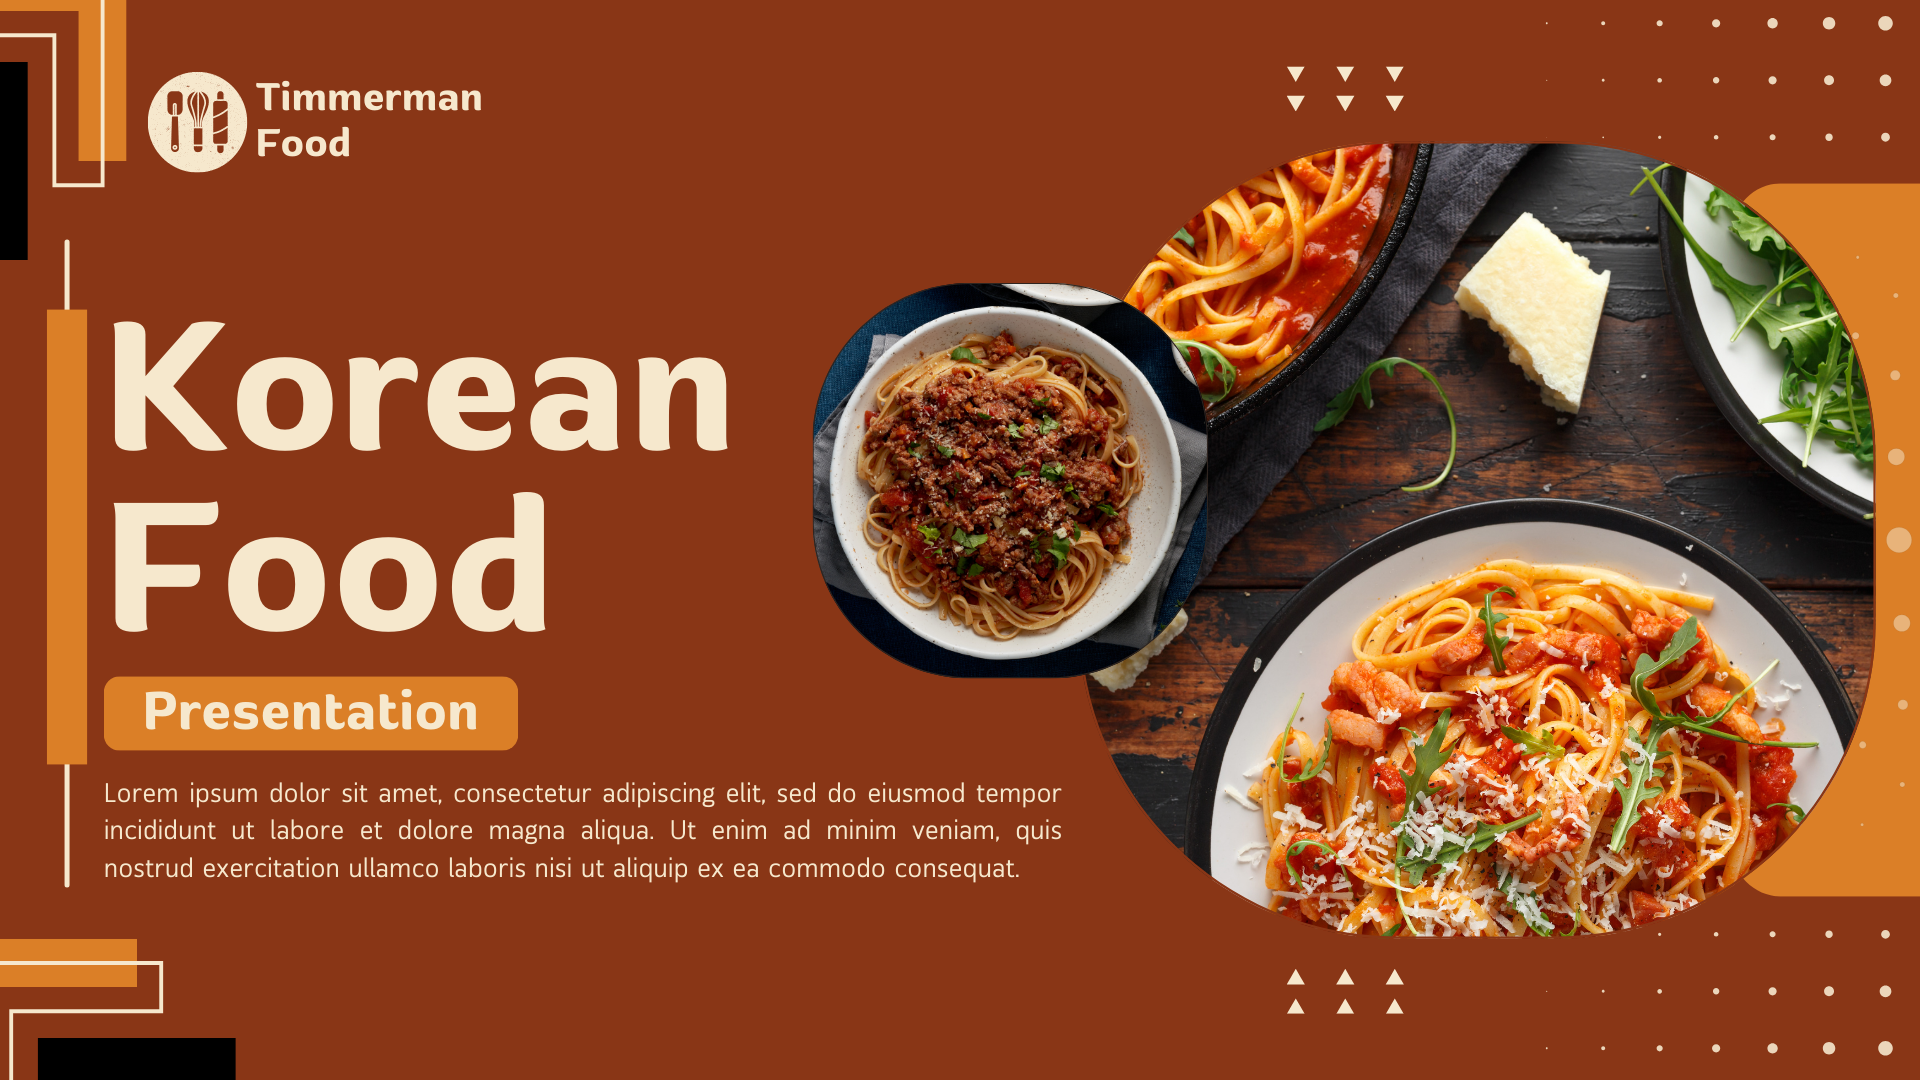 Timmerman
Food
Korean
Food
Presentation
Lorem ipsum dolor sit amet, consectetur adipiscing elit, sed do eiusmod tempor
incididunt ut labore et dolore magna aliqua. Ut enim ad minim veniam, quis
nostrud exercitation ullamco laboris nisi ut aliquip ex ea commodo consequat.